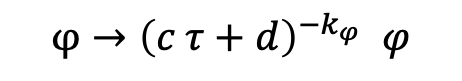 φ → (c τ + d)^{−k_φ} φ